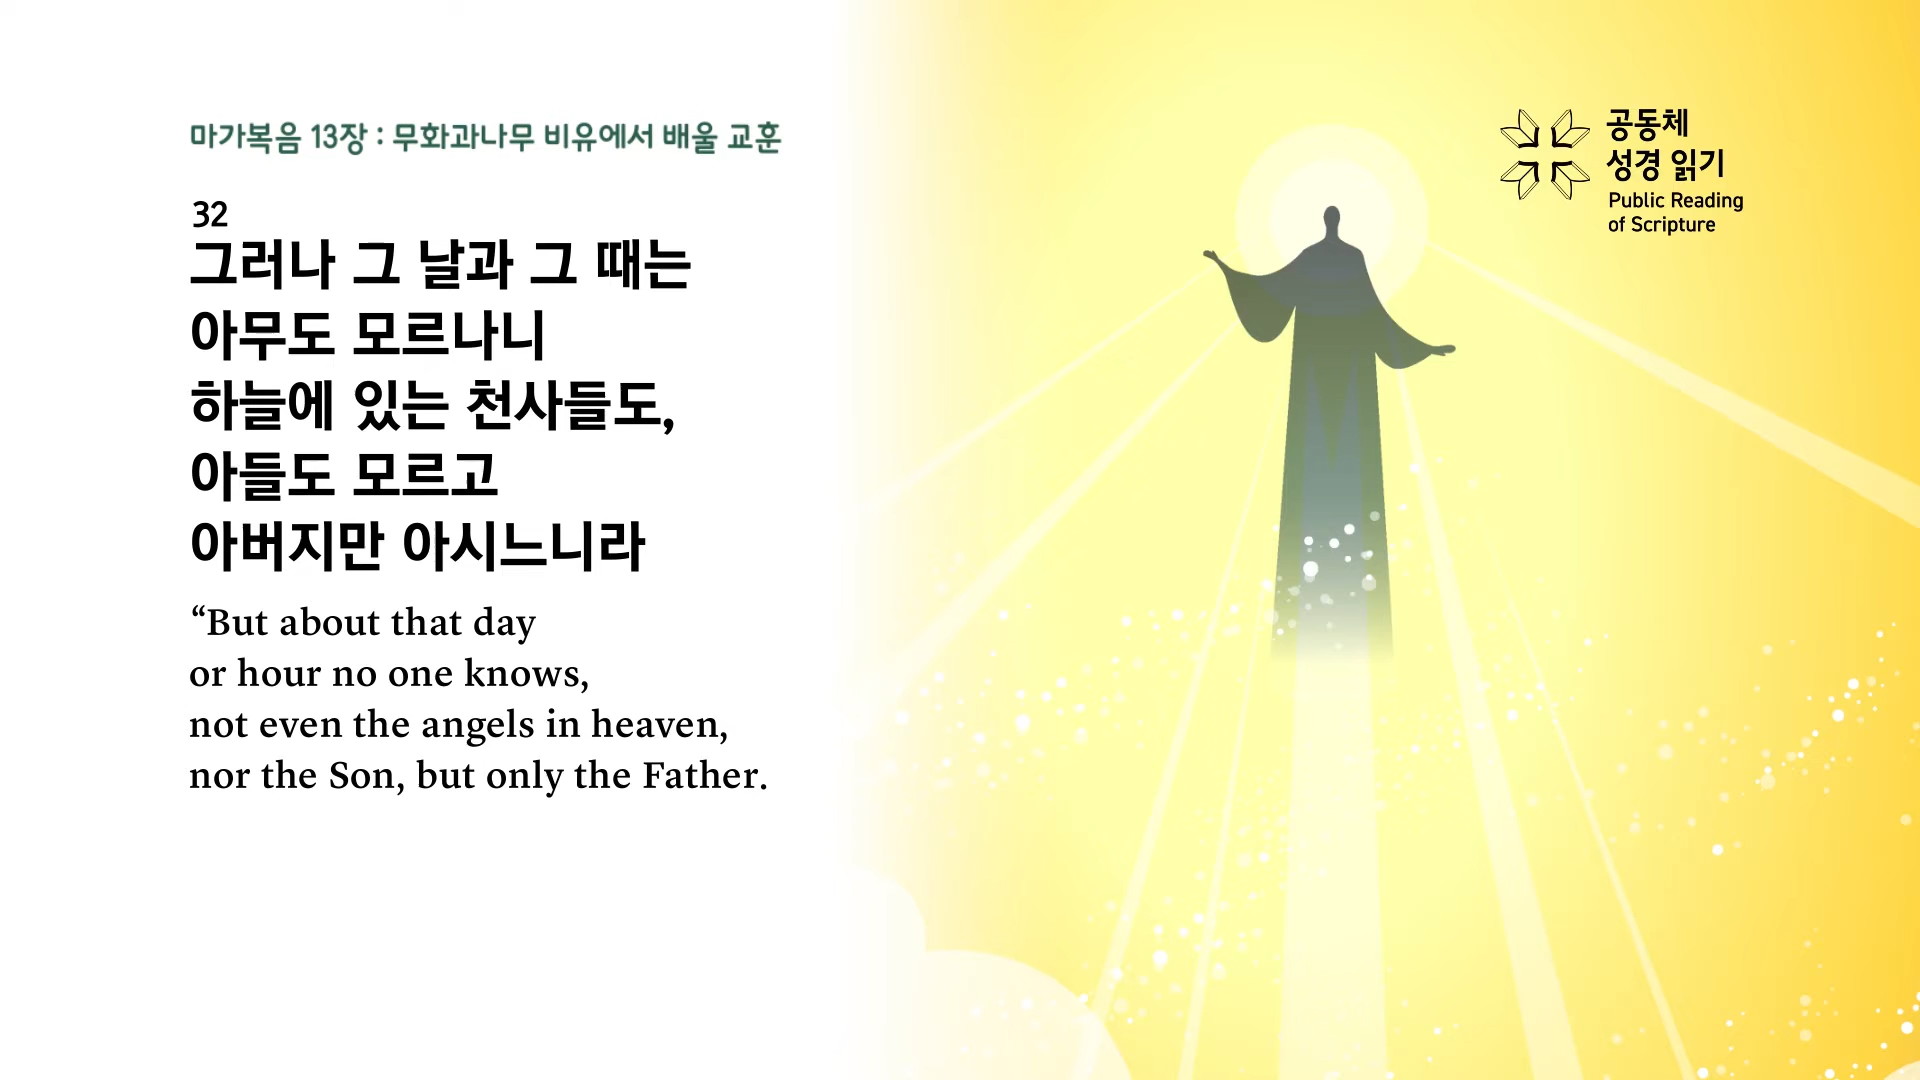 마가복음 13장 : 무화과나무 비유에서 배울 교훈
32
그러나 그 날과 그 때는
아무도 모르나니
하늘에 있는 천사들도,
아들도 모르고
아버지만 아시느니라
“But about that day
or hour no one knows,
not even the angels in heaven,
nor the Son, but only the Father.
공동체
성경 읽기
Public Reading
of Scripture